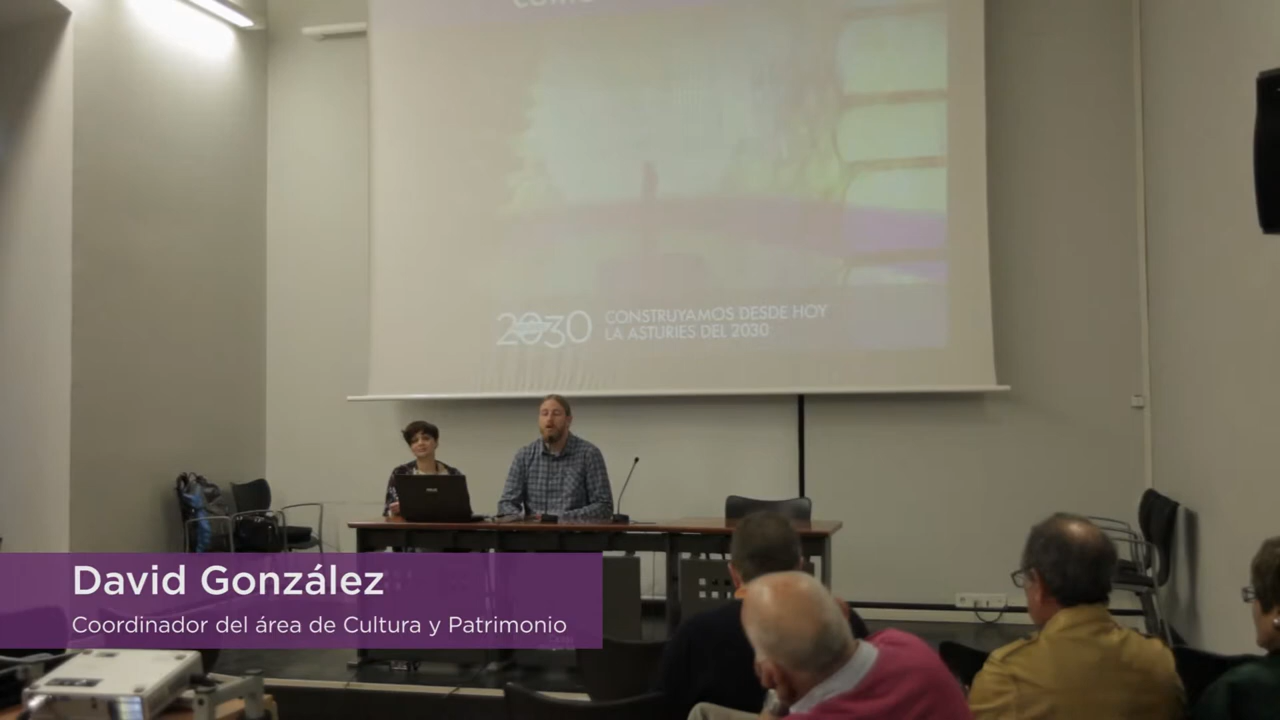 2030 CONSTRUYAMOS DESDE HOY
LA ASTURIES DEL 2030
David González
Coordinador del área de Cultura y Patrimonio